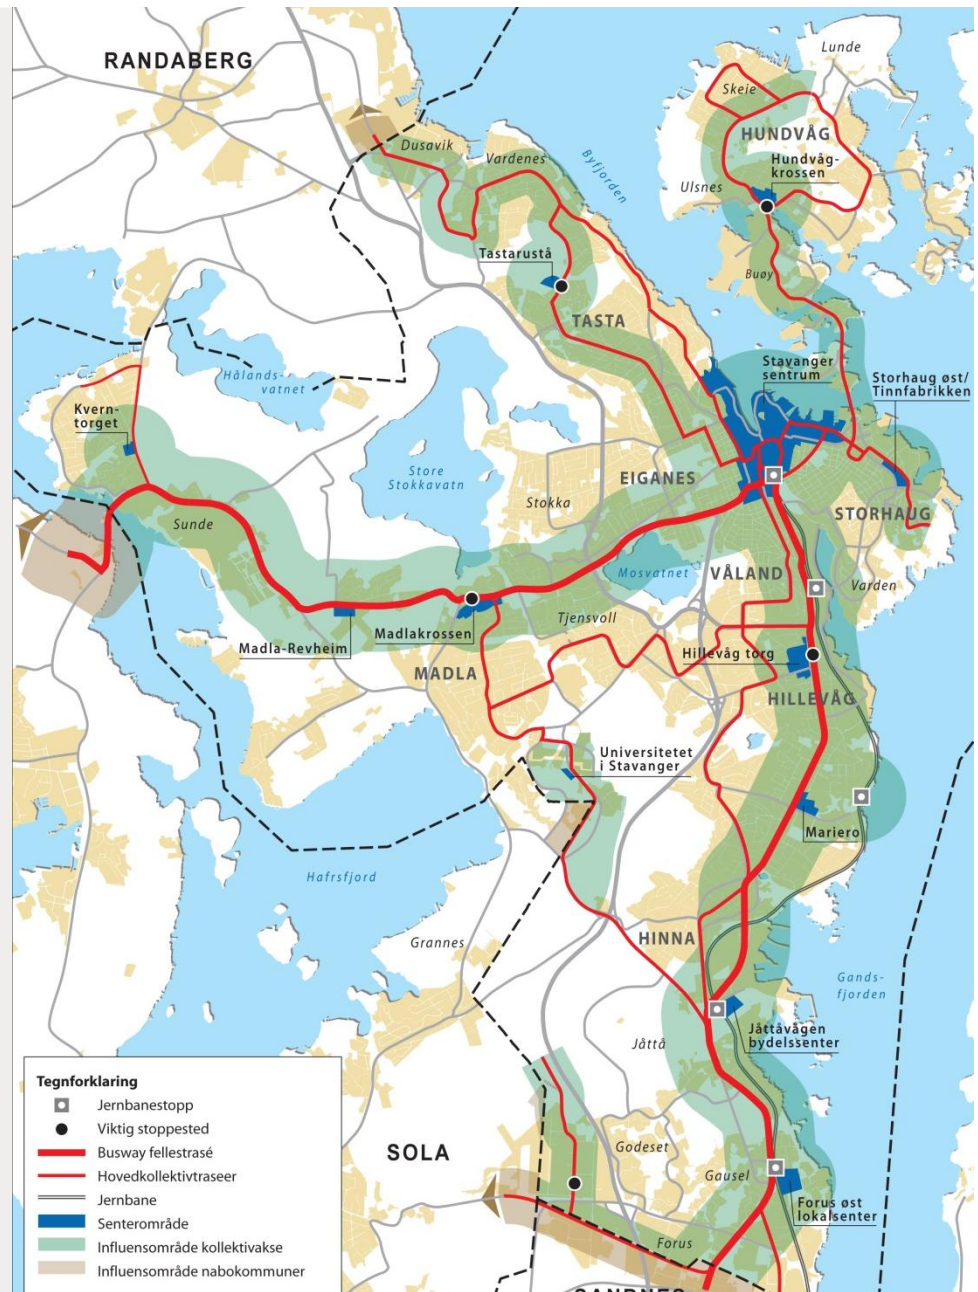 RANDABERG
Lunde
Skeie
HUNDVÅG
Hundvåg-
krossen
Dusavik
Vardenes
Byfjorden
Ulsnes
Buøy
Tastarustå
TASTA
Hålands-
vatnet
Stavanger
sentrum
Storhaug øst/
Tinnfabrikken
Kvern-
torget
Store
Stokkavatn
EIGANES
Stokka
STORHAUG
Sunde
Mosvatnet
VÅLAND
Varden
Tjensvoll
Madla-Revheim
Madlakrossen
Hillevåg torg
MADLA
HILLEVÅG
Universitetet
i Stavanger
Mariero
Hafrsfjord
HINNA
Grannes
Gands-
fjorden
Jåttåvågen
bydelssenter
Jåttå
Tegnforklaring
Jernbanestopp
Viktig stoppested
Busway fellestrasé
Hovedkollektivtraseer
Jernbane
Senterområde
Influensområde kollektivakse
Influensområde nabokommuner
SOLA
Godeset
Gausel
Forus øst
lokalsenter
Forus
SANDNES